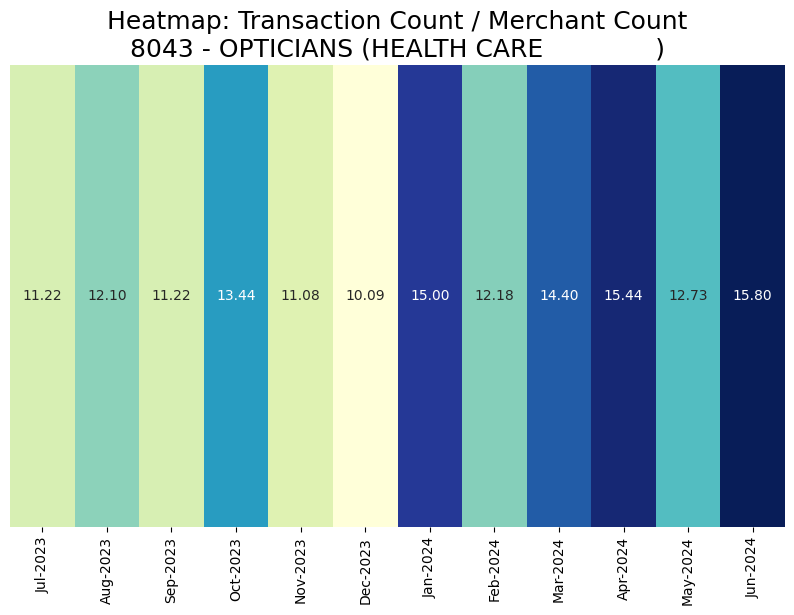 Heatmap: Transaction Count / Merchant Count
8043 - OPTICIANS (HEALTH CARE              )
11.22 12.10 11.22 13.44 11.08 10.09 15.00 12.18 14.40 15.44 12.73 15.80
Jul-2023 Aug-2023 Sep-2023 Oct-2023 Nov-2023 Dec-2023 Jan-2024 Feb-2024 Mar-2024 Apr-2024 May-2024 Jun-2024